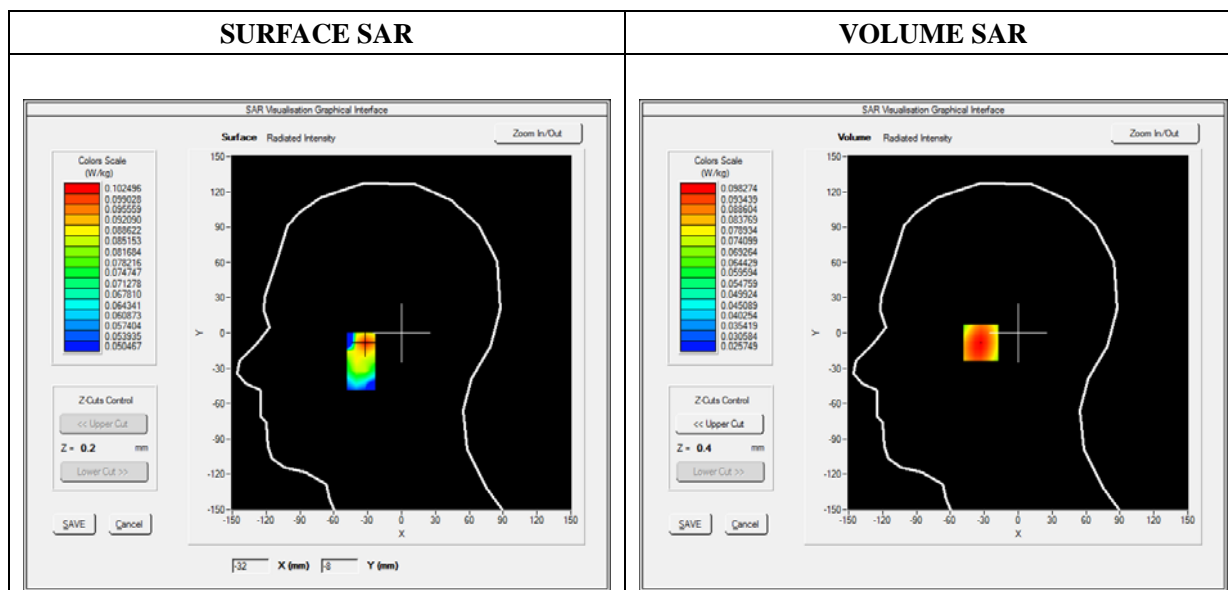 SURFACE SAR
VOLUME SAR
SAR Visualisation Graphical Interface
Surface Radiated Intensity
Zoom In/Out
Colors Scale
(W/kg)
0.102496
0.099028
0.095559
0.092090
0.088622
0.085153
0.081684
0.078216
0.074747
0.071278
0.067810
0.064341
0.060873
0.057404
0.053935
0.050467
Z-Cuts Control
<< Upper Cut
Z = 0.2 mm
Lower Cut >>
SAVE Cancel
150
120
90
60
30
0
-30
-60
-90
-120
-150
Y
-150 -120 -90 -60 -30 0 30 60 90 120 150
X
-32 X (mm) -8 Y (mm)
SAR Visualisation Graphical Interface
Volume Radiated Intensity
Zoom In/Out
Colors Scale
(W/kg)
0.098274
0.093439
0.088604
0.083769
0.078934
0.074099
0.069264
0.064429
0.059594
0.054759
0.049924
0.045089
0.040254
0.035419
0.030584
0.025749
Z-Cuts Control
<< Upper Cut
Z = 0.4 mm
Lower Cut >>
SAVE Cancel
150
120
90
60
30
0
-30
-60
-90
-120
-150
Y
-150 -120 -90 -60 -30 0 30 60 90 120 150
X